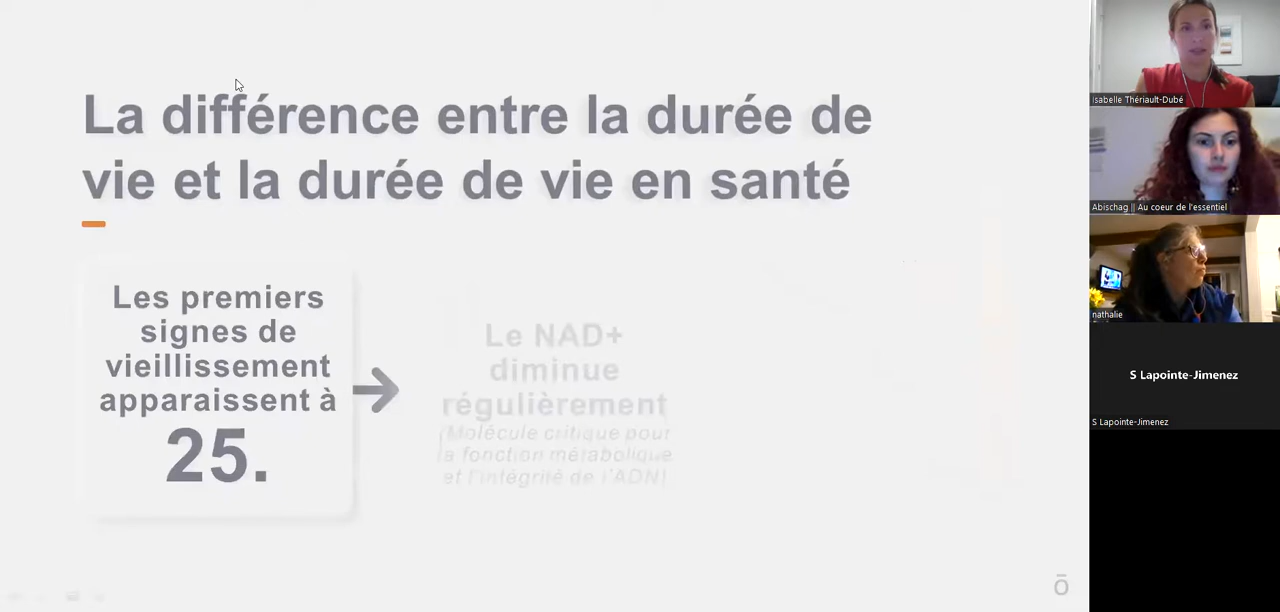 La différence entre la durée de
vie et la durée de vie en santé
Les premiers
signes de
vieillissement
apparaissent à
25.
Le NAD+
diminue
régulièrement
(Molécule critique pour
la fonction métabolique
et l'intégrité de l'ADN)
ō
Isabelle Thériault-Dubé
Abischag || Au coeur de l'essentiel
nathalie
S Lapointe-Jimenez
S Lapointe-Jimenez